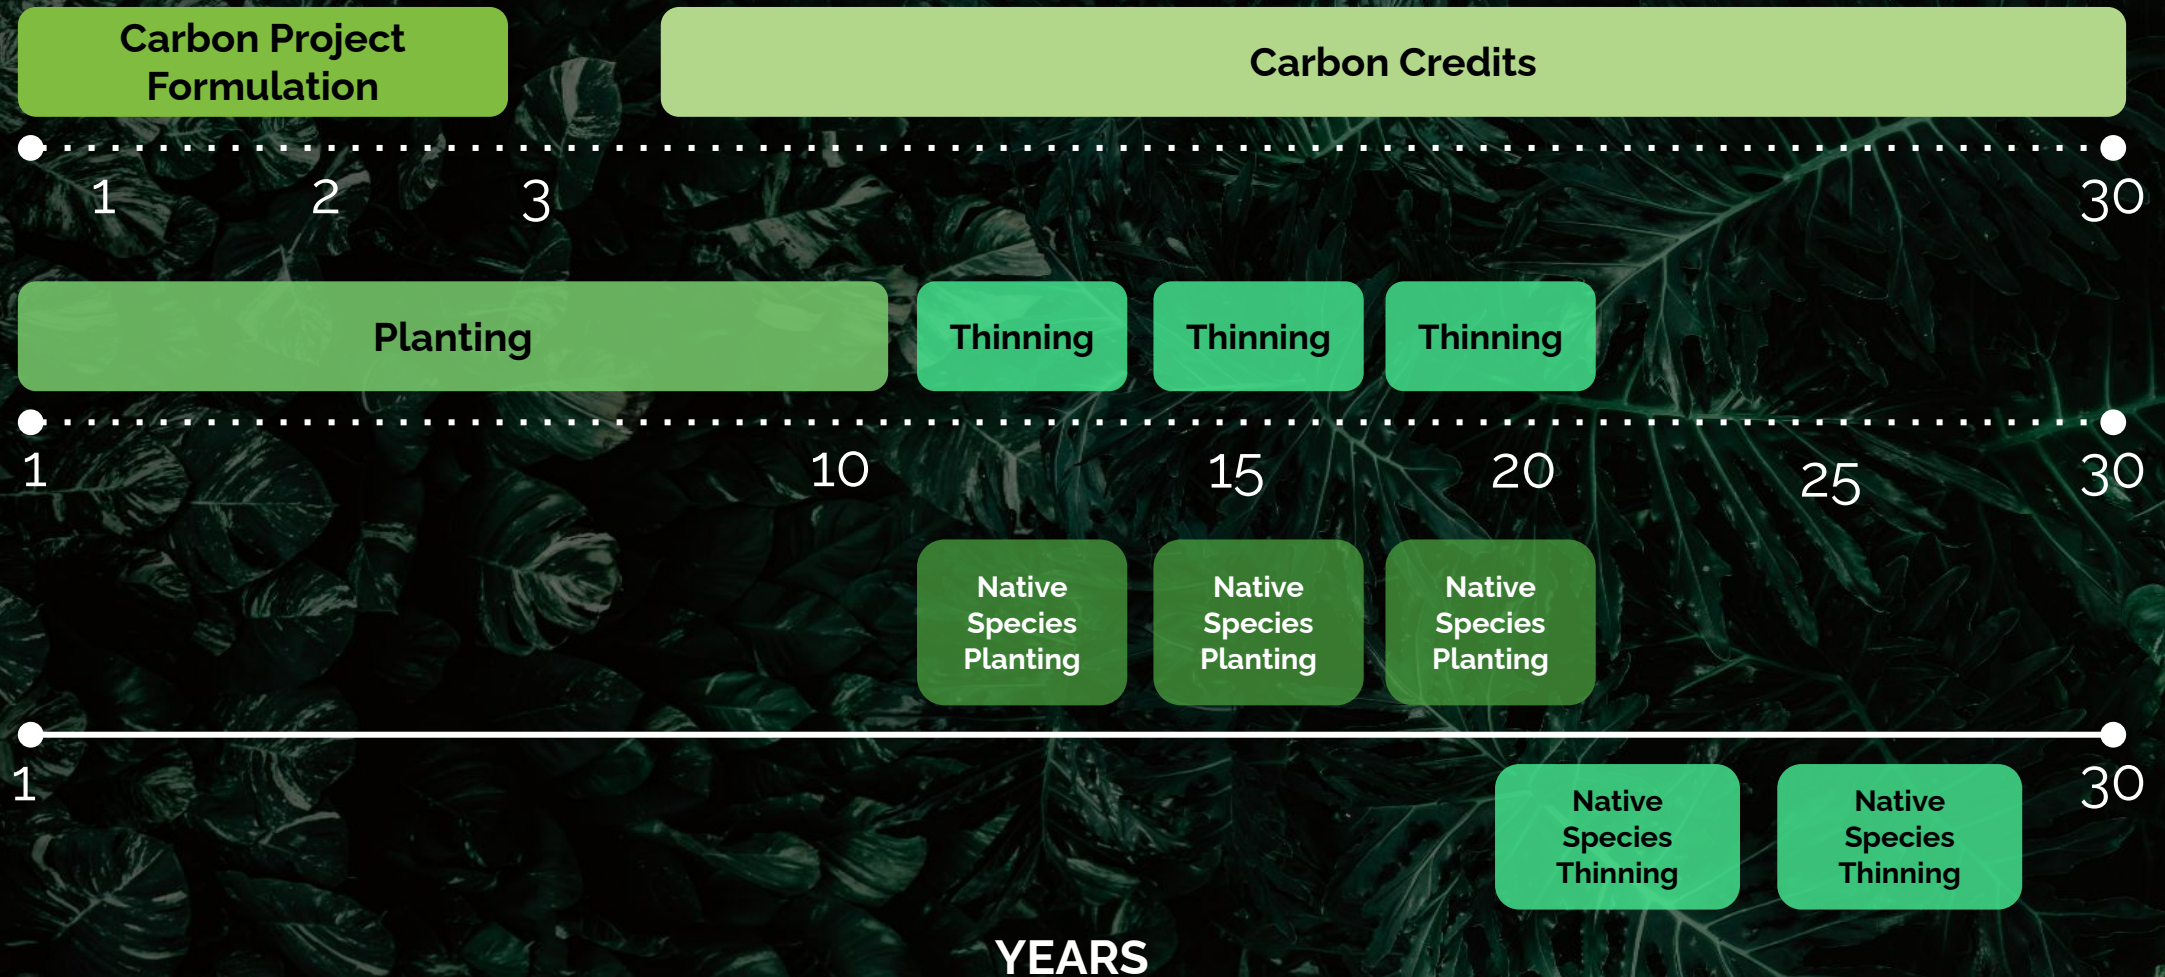 Carbon Project
Formulation
Carbon Credits
1 2 3 30
Planting
Thinning Thinning Thinning
1 10 15 20 25 30
Native
Species
Planting
Native
Species
Planting
Native
Species
Planting
1 30
Native
Species
Thinning
Native
Species
Thinning
YEARS